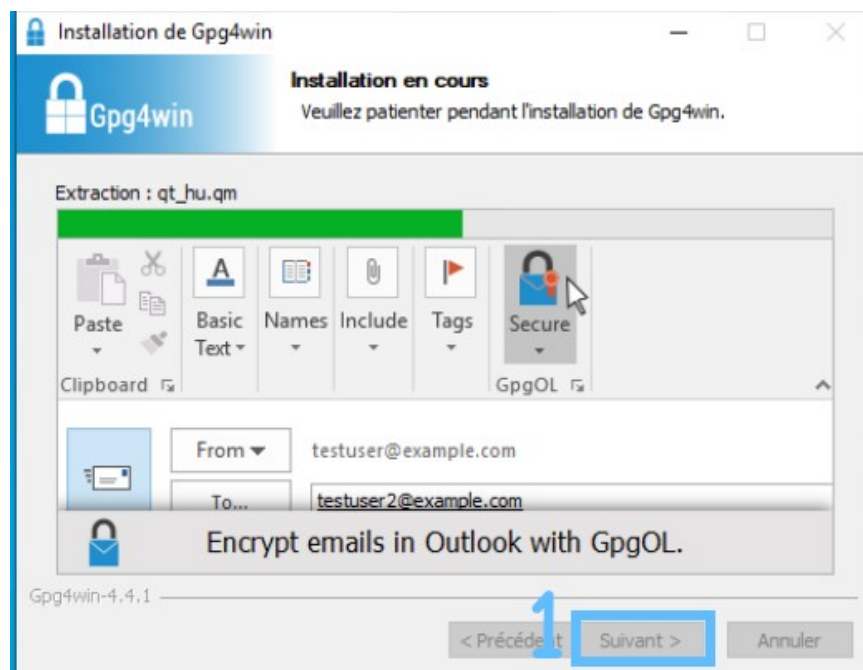 Installation de Gpg4win
Gpg4win
Installation en cours
Veuillez patienter pendant l'installation de Gpg4win.
Extraction : qt_hu.qm
Paste
Basic Text
Names
Include
Tags
Secure
Clipboard
GpgOL
From
testuser@example.com
To...
testuser2@example.com
Encrypt emails in Outlook with GpgOL.
Gpg4win-4.4.1
1
< Précédent
Suivant >
Annuler